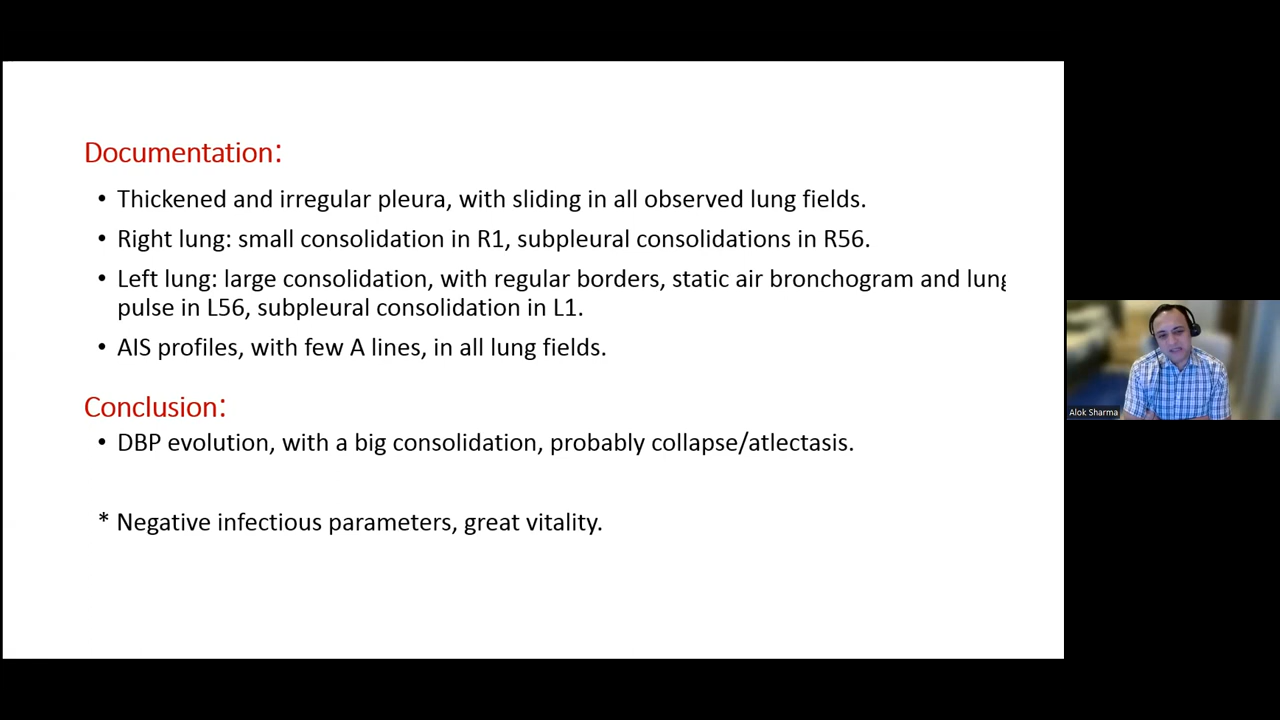 Documentation:
• Thickened and irregular pleura, with sliding in all observed lung fields.
• Right lung: small consolidation in R1, subpleural consolidations in R56.
• Left lung: large consolidation, with regular borders, static air bronchogram and lung
pulse in L56, subpleural consolidation in L1.
• AIS profiles, with few A lines, in all lung fields.
Conclusion:
• DBP evolution, with a big consolidation, probably collapse/atlectasis.
* Negative infectious parameters, great vitality.
Alok Sharma